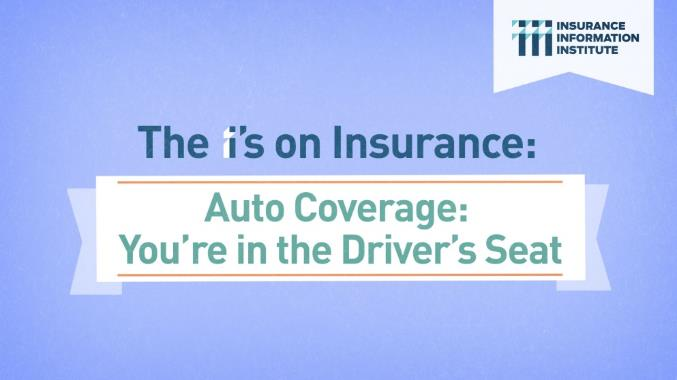 INSURANCE
INFORMATION
INSTITUTE
The i's on Insurance:
Auto Coverage:
You're in the Driver's Seat